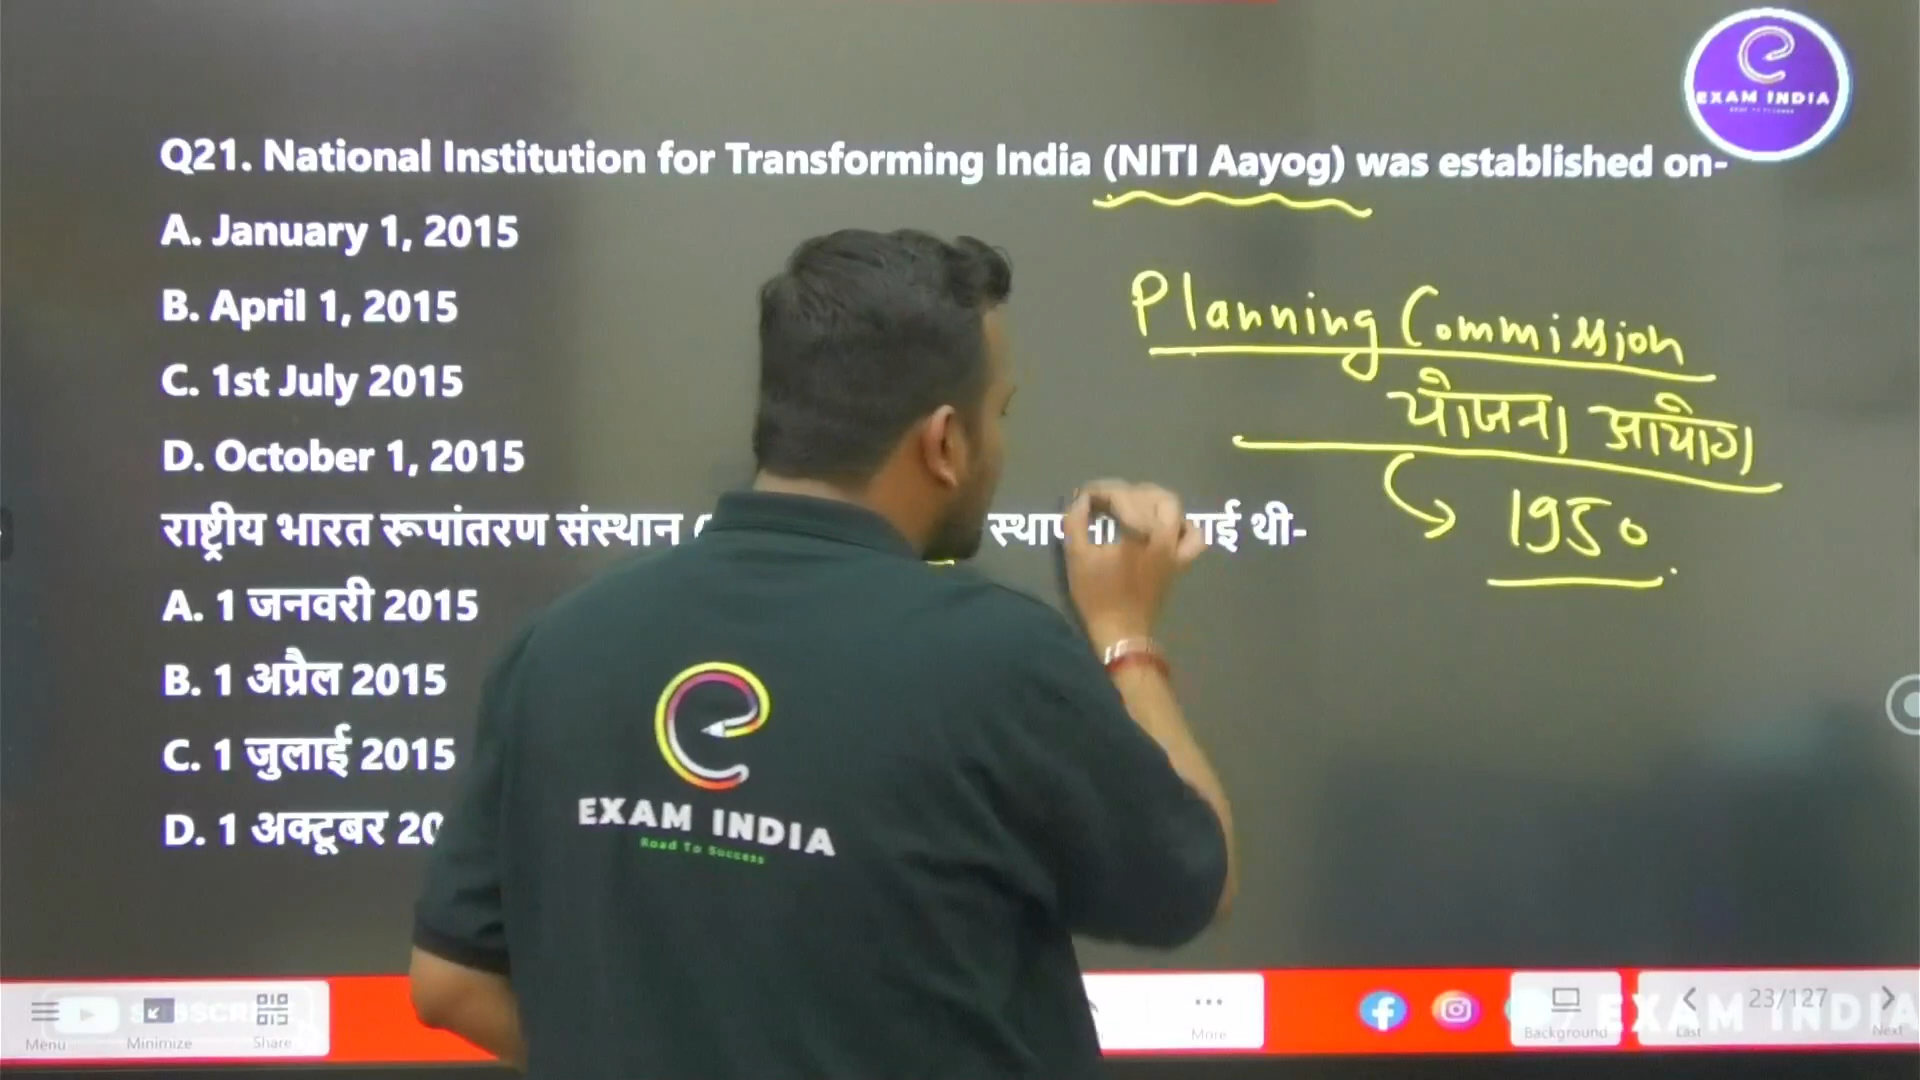 EXAM INDIA
Q21. National Institution for Transforming India (NITI Aayog) was established on-
A. January 1, 2015
B. April 1, 2015
C. 1st July 2015
D. October 1, 2015
Planning Commission
योजना आयोग
1950
राष्ट्रीय भारत रूपांतरण संस्थान ( थी-
A. 1 जनवरी 2015
B. 1 अप्रैल 2015
C. 1 जुलाई 2015
D. 1 अक्टूबर 20
EXAM INDIA
Road To Success
Menu Minimize Share More Background Last 23/127 Next
EXAM INDIA